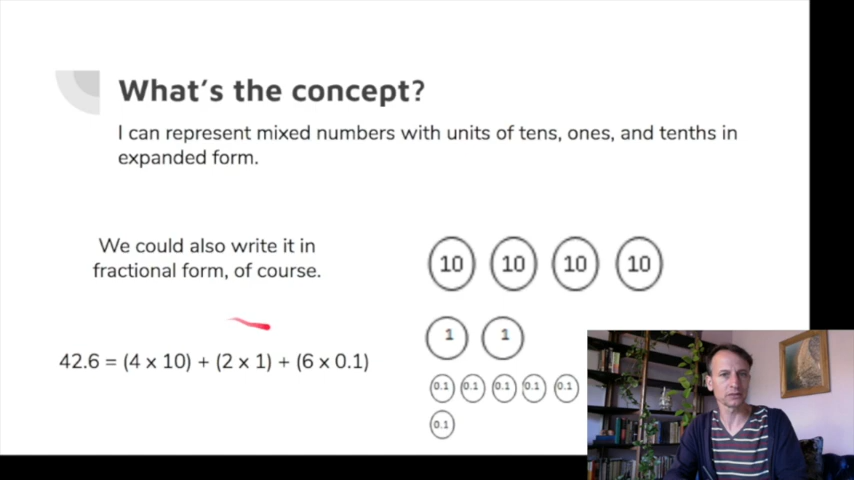 What's the concept?
I can represent mixed numbers with units of tens, ones, and tenths in
expanded form.
We could also write it in
fractional form, of course.
42.6 = (4 x 10) + (2 x 1) + (6 x 0.1)
10 10 10 10
1 1
0.1 0.1 0.1 0.1 0.1
0.1